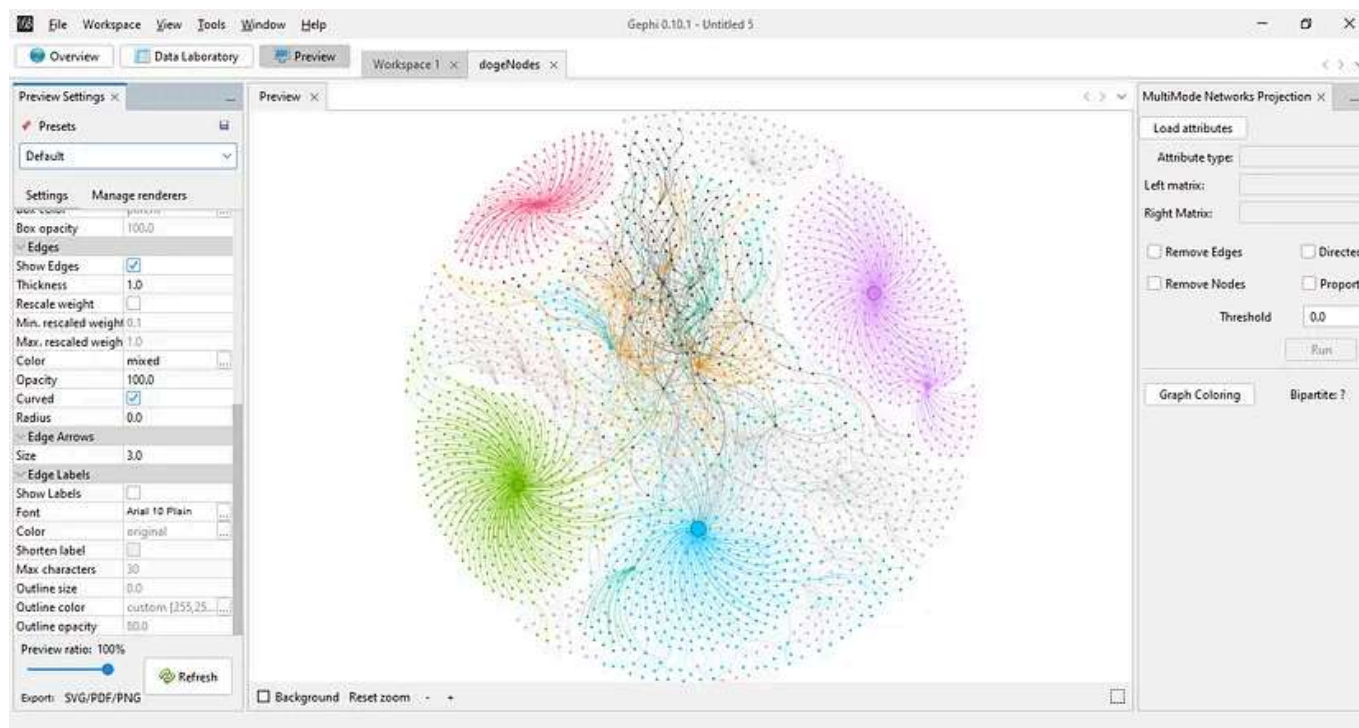 File Workspace View Tools Window Help Gephi 0.10.1 - Untitled 5
Overview Data Laboratory Preview Workspace 1 × dogeNodes ×
Preview Settings ×
Presets
Default
Settings Manage renderers
Box opacity 100.0
Edges
Show Edges
Thickness 1.0
Rescale weight
Min. rescaled weight 0.1
Max. rescaled weigh 1.0
Color mixed ...
Opacity 100.0
Curved
Radius 0.0
Edge Arrows
Size 3.0
Edge Labels
Show Labels
Font Arial 10 Plain ...
Color original ...
Shorten label
Max characters 30
Outline size 0.0
Outline color custom [255,25... ...
Outline opacity 80.0
Preview ratio: 100%
Refresh
Export: SVG/PDF/PNG
Preview ×
Background Reset zoom - +
MultiMode Networks Projection ×
Load attributes
Attribute type:
Left matrix:
Right Matrix:
Remove Edges Directed
Remove Nodes Proport
Threshold 0.0
Run
Graph Coloring Bipartite: ?